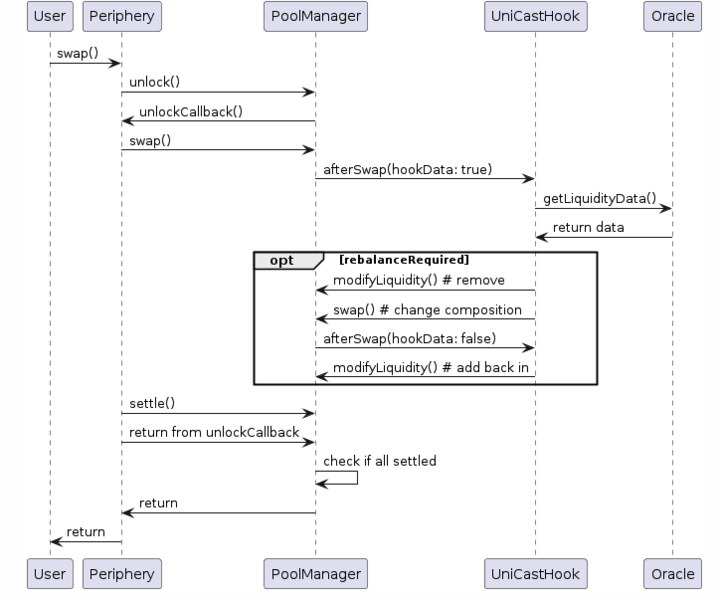 User Periphery PoolManager UniCastHook Oracle
swap()
unlock()
unlockCallback()
swap()
afterSwap(hookData: true)
getLiquidityData()
return data
opt [rebalanceRequired]
modifyLiquidity() # remove
swap() # change composition
afterSwap(hookData: false)
modifyLiquidity() # add back in
settle()
return from unlockCallback
check if all settled
return
return
User Periphery PoolManager UniCastHook Oracle